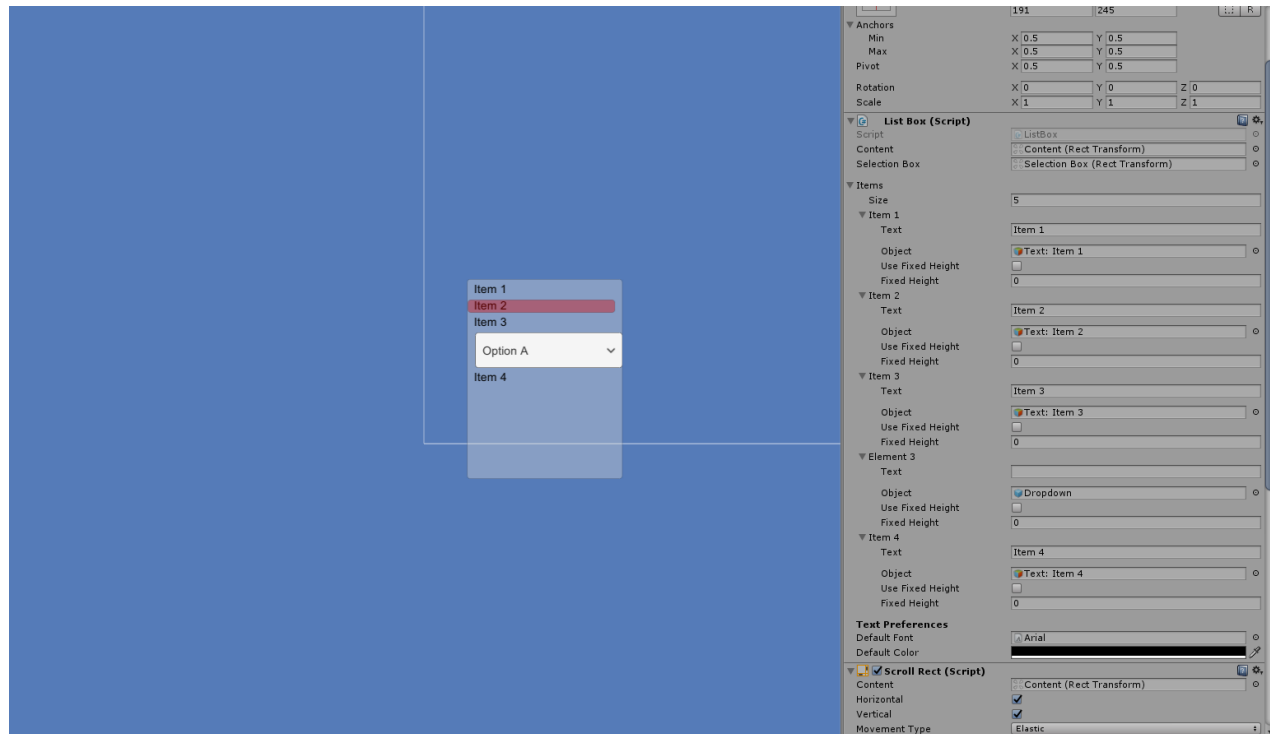 Item 1
Item 2
Item 3
Option A
Item 4
191 245 R
Anchors
Min X 0.5 Y 0.5
Max X 0.5 Y 0.5
Pivot X 0.5 Y 0.5
Rotation X 0 Y 0 Z 0
Scale X 1 Y 1 Z 1
List Box (Script)
Script ListBox
Content Content (Rect Transform)
Selection Box Selection Box (Rect Transform)
Items
Size 5
Item 1
Text Item 1
Object Text: Item 1
Use Fixed Height
Fixed Height 0
Item 2
Text Item 2
Object Text: Item 2
Use Fixed Height
Fixed Height 0
Item 3
Text Item 3
Object Text: Item 3
Use Fixed Height
Fixed Height 0
Element 3
Text
Object Dropdown
Use Fixed Height
Fixed Height 0
Item 4
Text Item 4
Object Text: Item 4
Use Fixed Height
Fixed Height 0
Text Preferences
Default Font Arial
Default Color
Scroll Rect (Script)
Content Content (Rect Transform)
Horizontal
Vertical
Movement Type Elastic